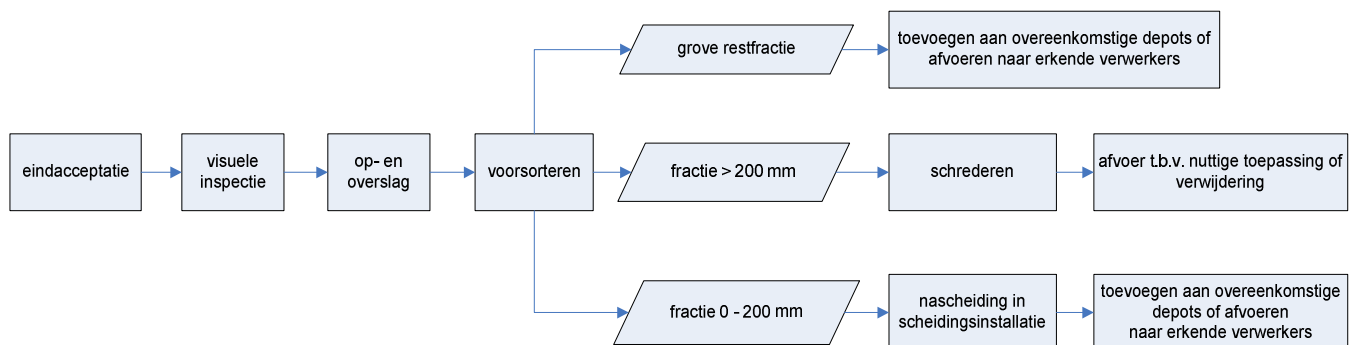 grove restfractie
toevoegen aan overeenkomstige depots of
afvoeren naar erkende verwerkers
eindacceptatie
visuele
inspectie
op- en
overslag
voorsorteren
fractie > 200 mm
schrederen
afvoer t.b.v. nuttige toepassing of
verwijdering
fractie 0 - 200 mm
nascheiding in
scheidingsinstallatie
toevoegen aan overeenkomstige
depots of afvoeren
naar erkende verwerkers